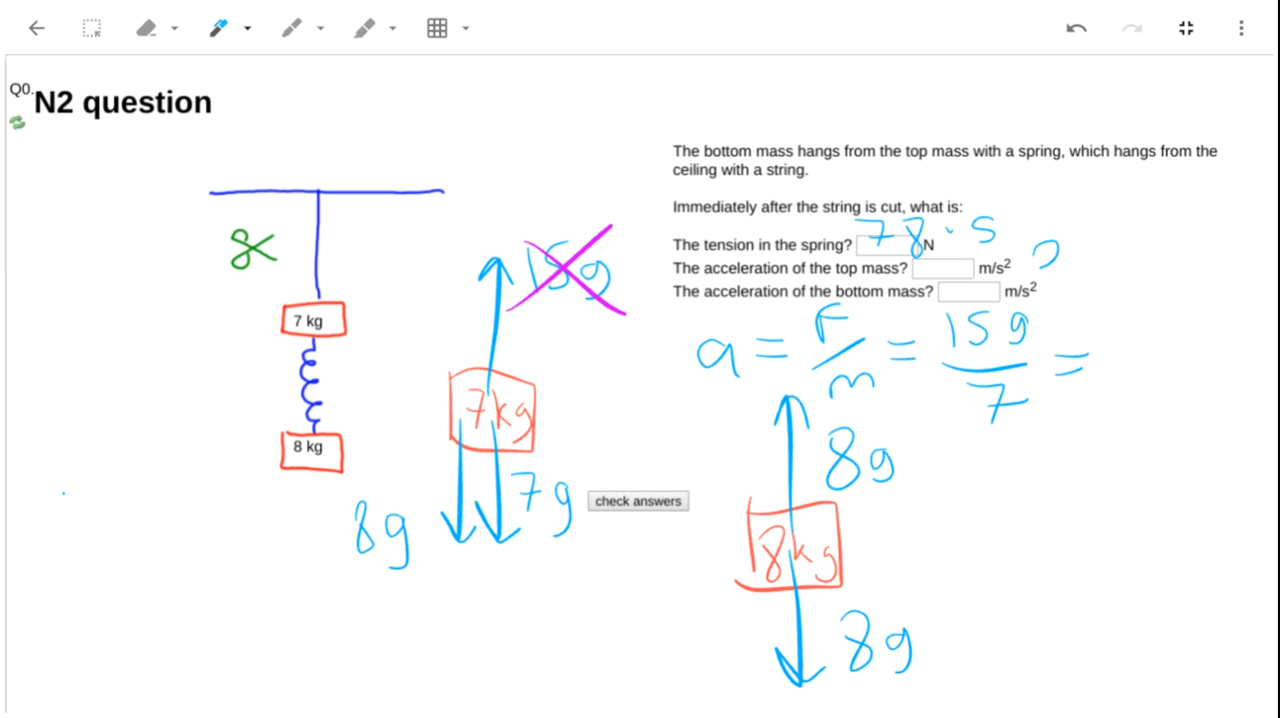 Q0.
N2 question
The bottom mass hangs from the top mass with a spring, which hangs from the
ceiling with a string.
Immediately after the string is cut, what is:
The tension in the spring? 78.5 N
The acceleration of the top mass? m/s²
The acceleration of the bottom mass? m/s²
15g
7 kg
8 kg
7kg
8g
7g
check answers
a = F/m = 15g/7 =
8g
8kg
8g